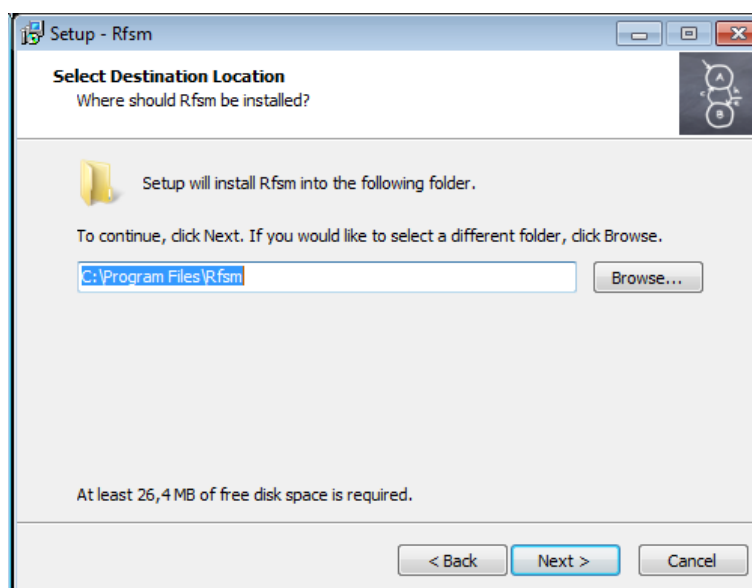 Setup - Rfsm
Select Destination Location
Where should Rfsm be installed?
A
B
Setup will install Rfsm into the following folder.
To continue, click Next. If you would like to select a different folder, click Browse.
C:\Program Files\Rfsm
Browse...
At least 26,4 MB of free disk space is required.
< Back
Next >
Cancel